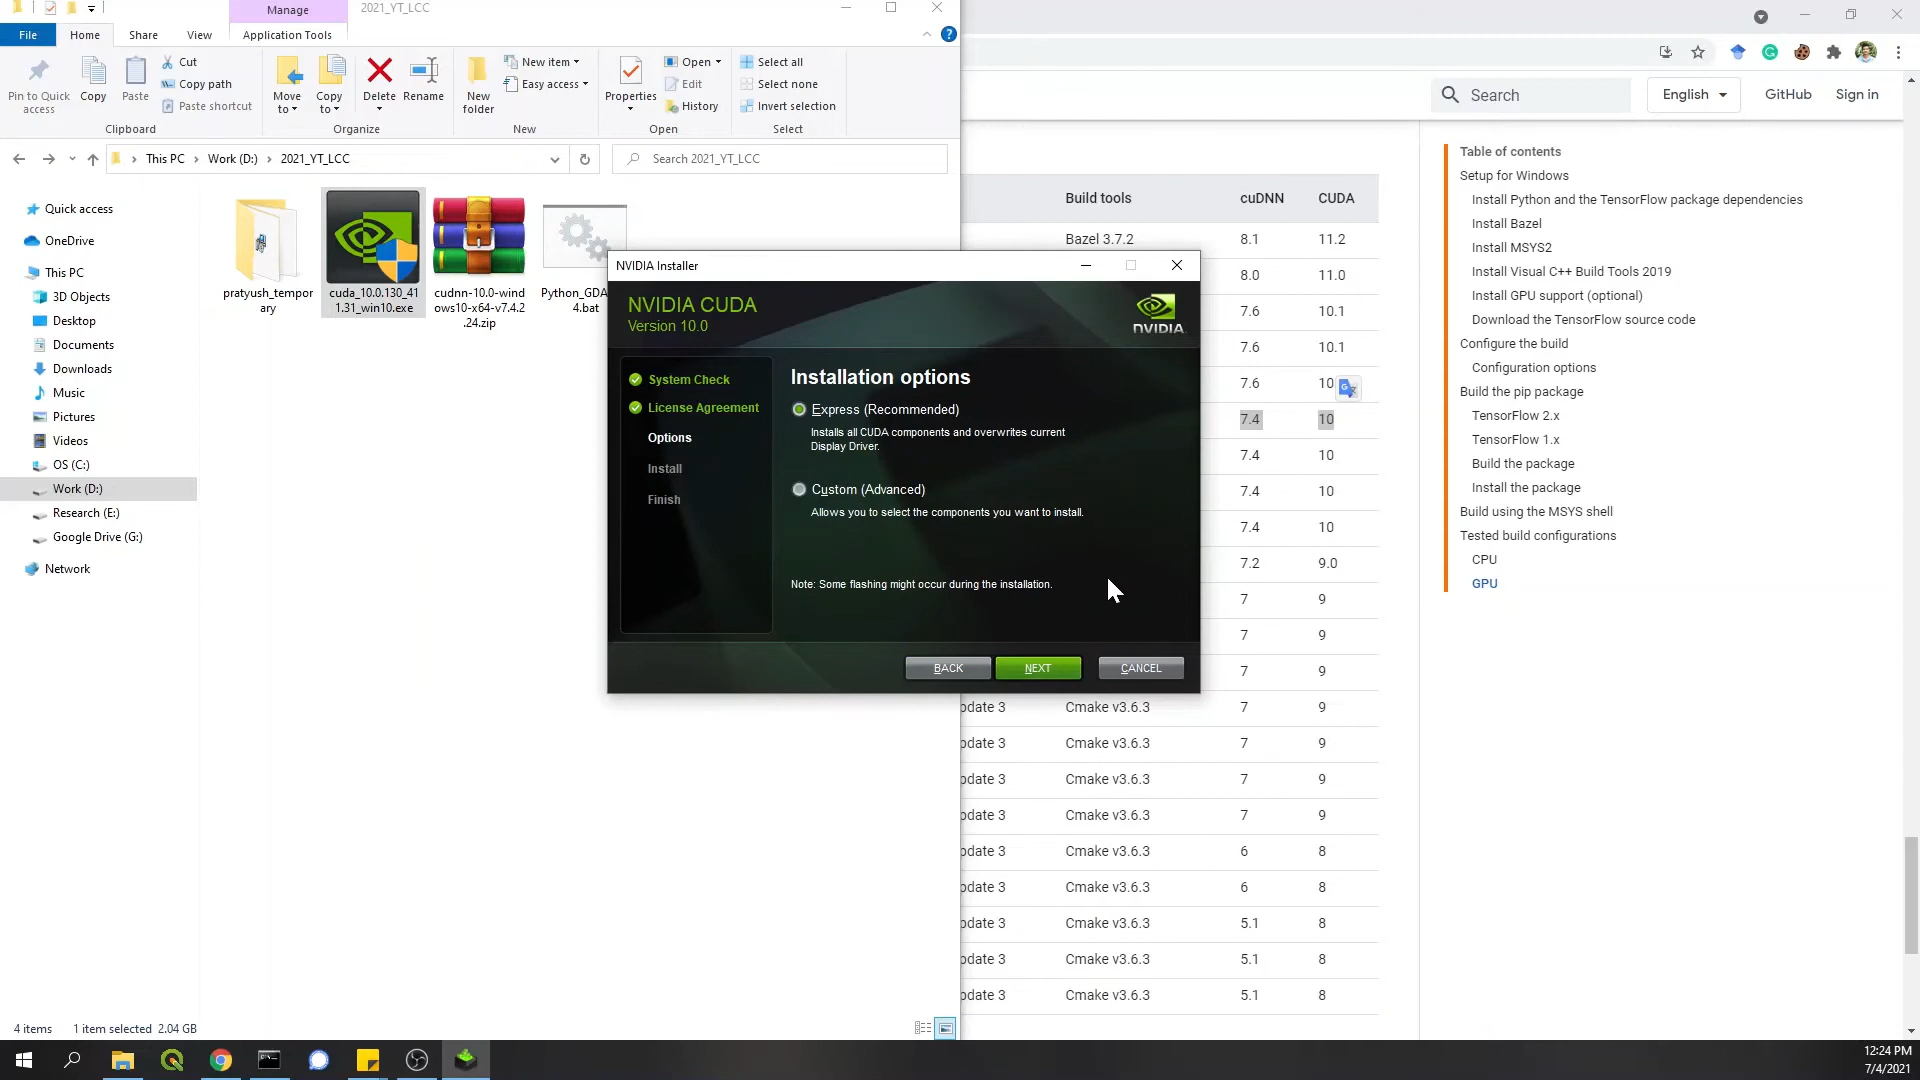 Manage
2021_YT_LCC
File
Home
Share
View
Application Tools
Pin to Quick
access
Copy
Paste
Cut
Copy path
Paste shortcut
Clipboard
Move
to
Copy
to
Delete
Rename
Organize
New
folder
New item
Easy access
New
Properties
Open
Edit
History
Open
Select all
Select none
Invert selection
Select
This PC
Work (D:)
2021_YT_LCC
Search 2021_YT_LCC
Quick access
OneDrive
This PC
3D Objects
Desktop
Documents
Downloads
Music
Pictures
Videos
OS (C:)
Work (D:)
Research (E:)
Google Drive (G:)
Network
pratyush_tempor
ary
cuda_10.0.130_41
1.31_win10.exe
cudnn-10.0-wind
ows10-x64-v7.4.2
.24.zip
Python_GDA
4.bat
4 items
1 item selected 2.04 GB
NVIDIA Installer
NVIDIA CUDA
Version 10.0
NVIDIA
System Check
License Agreement
Options
Install
Finish
Installation options
Express (Recommended)
Installs all CUDA components and overwrites current
Display Driver.
Custom (Advanced)
Allows you to select the components you want to install.
Note: Some flashing might occur during the installation.
BACK
NEXT
CANCEL
Search
English
GitHub
Sign in
Build tools cuDNN CUDA
Bazel 3.7.2 8.1 11.2
8.0 11.0
7.6 10.1
7.6 10.1
7.6 10
7.4 10
7.4 10
7.4 10
7.4 10
7.2 9.0
7 9
7 9
7 9
pdate 3 Cmake v3.6.3 7 9
pdate 3 Cmake v3.6.3 7 9
pdate 3 Cmake v3.6.3 7 9
pdate 3 Cmake v3.6.3 7 9
pdate 3 Cmake v3.6.3 6 8
pdate 3 Cmake v3.6.3 6 8
pdate 3 Cmake v3.6.3 5.1 8
pdate 3 Cmake v3.6.3 5.1 8
pdate 3 Cmake v3.6.3 5.1 8
Table of contents
Setup for Windows
Install Python and the TensorFlow package dependencies
Install Bazel
Install MSYS2
Install Visual C++ Build Tools 2019
Install GPU support (optional)
Download the TensorFlow source code
Configure the build
Configuration options
Build the pip package
TensorFlow 2.x
TensorFlow 1.x
Build the package
Install the package
Build using the MSYS shell
Tested build configurations
CPU
GPU
12:24 PM
7/4/2021